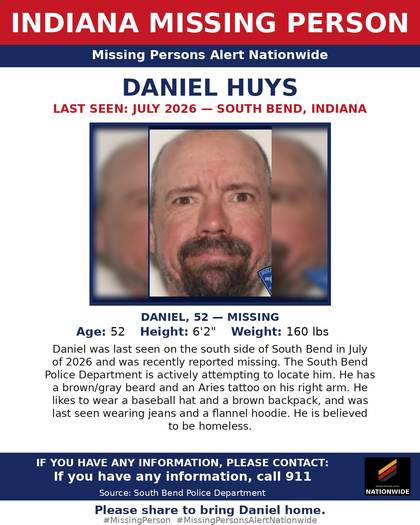 INDIANA MISSING PERSON
Missing Persons Alert Nationwide
DANIEL HUYS
LAST SEEN: JULY 2026 — SOUTH BEND, INDIANA
DANIEL, 52 — MISSING
Age: 52 Height: 6'2" Weight: 160 lbs
Daniel was last seen on the south side of South Bend in July
of 2026 and was recently reported missing. The South Bend
Police Department is actively attempting to locate him. He has
a brown/gray beard and an Aries tattoo on his right arm. He
likes to wear a baseball hat and a brown backpack, and was
last seen wearing jeans and a flannel hoodie. He is believed
to be homeless.
IF YOU HAVE ANY INFORMATION, PLEASE CONTACT:
If you have any information, call 911
Source: South Bend Police Department
NATIONWIDE
Please share to bring Daniel home.
#MissingPerson #MissingPersonsAlertNationwide